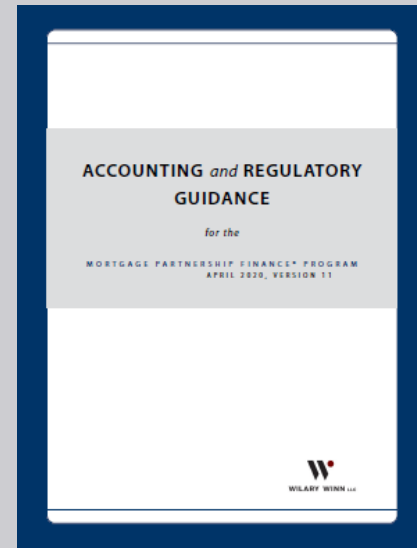 ACCOUNTING and REGULATORY
GUIDANCE
for the
MORTGAGE PARTNERSHIP FINANCE® PROGRAM
APRIL 2020, VERSION 11
WILARY WINN LLC